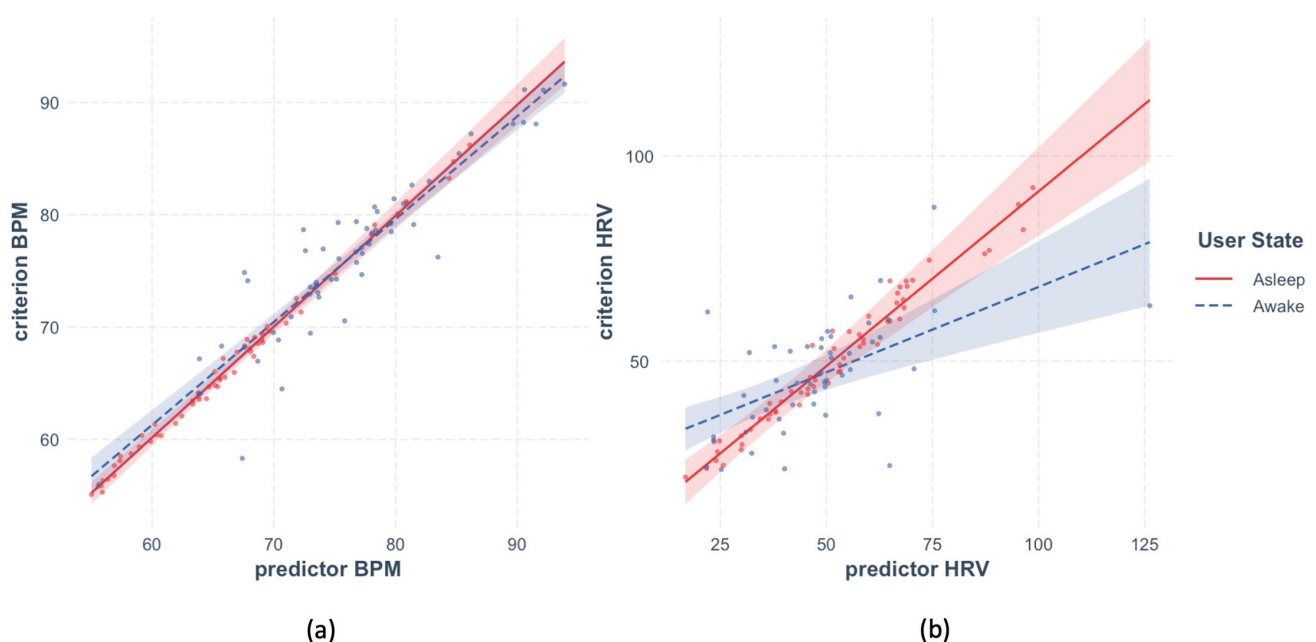 criterion BPM
90
80
70
60
60 70 80 90
predictor BPM
(a)
criterion HRV
100
50
25 50 75 100 125
predictor HRV
(b)
User State
Asleep
Awake